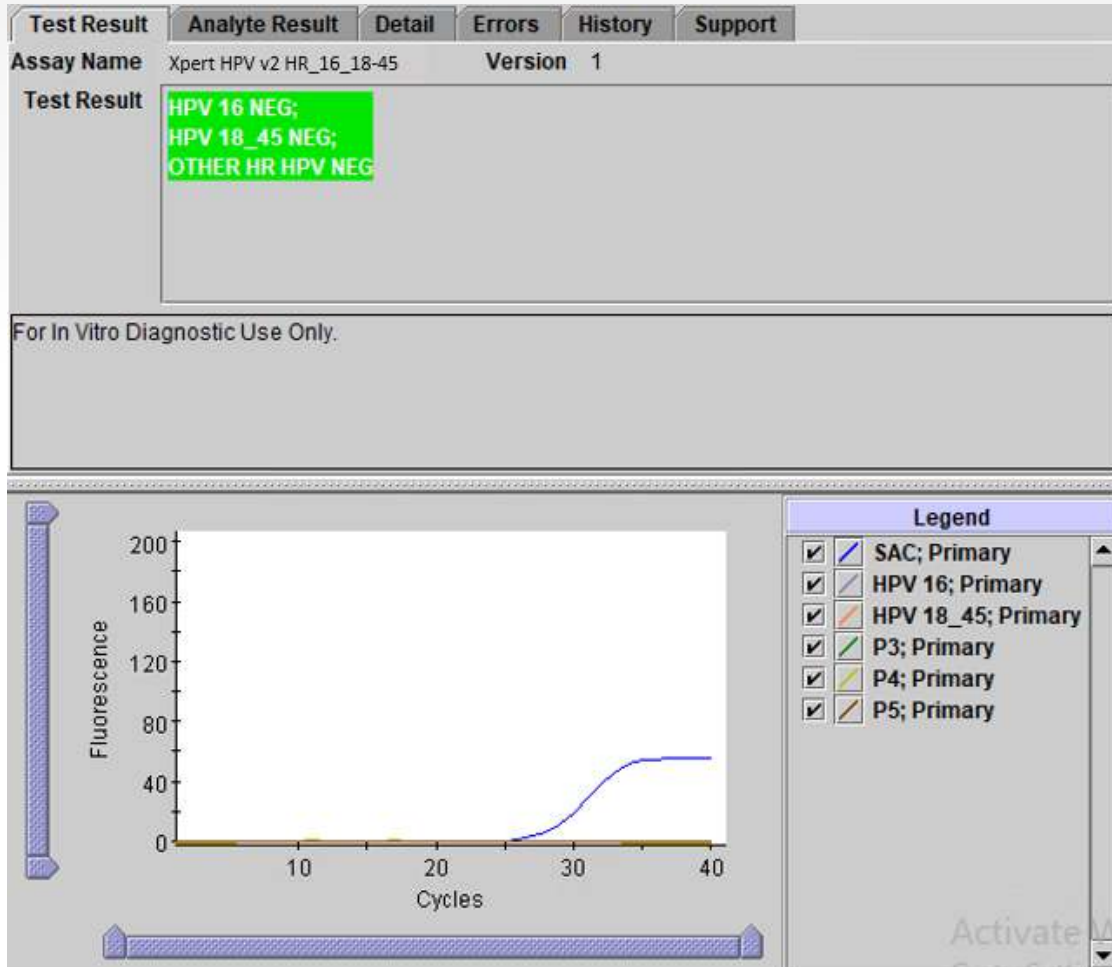 Test Result Analyte Result Detail Errors History Support
Assay Name Xpert HPV v2 HR_16_18-45 Version 1
Test Result
HPV 16 NEG;
HPV 18_45 NEG;
OTHER HR HPV NEG
For In Vitro Diagnostic Use Only.
200
160
120
80
40
0
Fluorescence
10 20 30 40
Cycles
Legend
SAC; Primary
HPV 16; Primary
HPV 18_45; Primary
P3; Primary
P4; Primary
P5; Primary
Activate